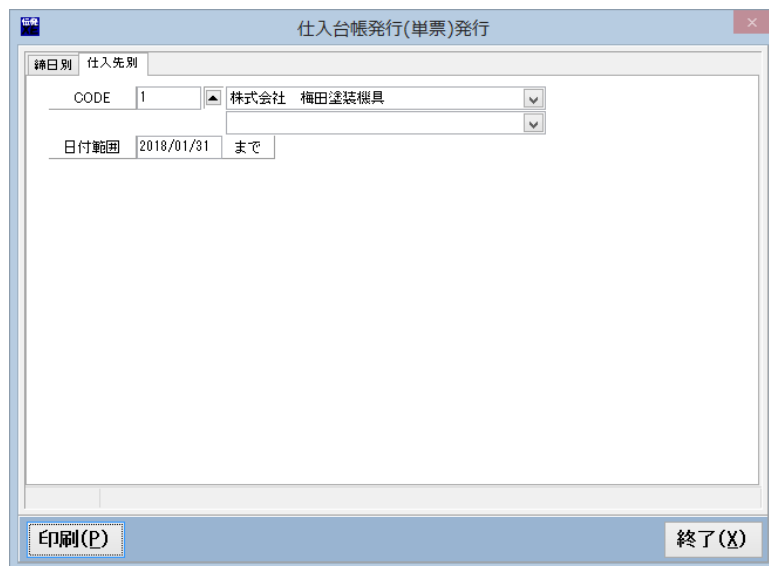 仕入台帳発行(単票)発行
締日別 仕入先別
CODE 1 株式会社 梅田塗装機具
日付範囲 2018/01/31 まで
印刷(P) 終了(X)